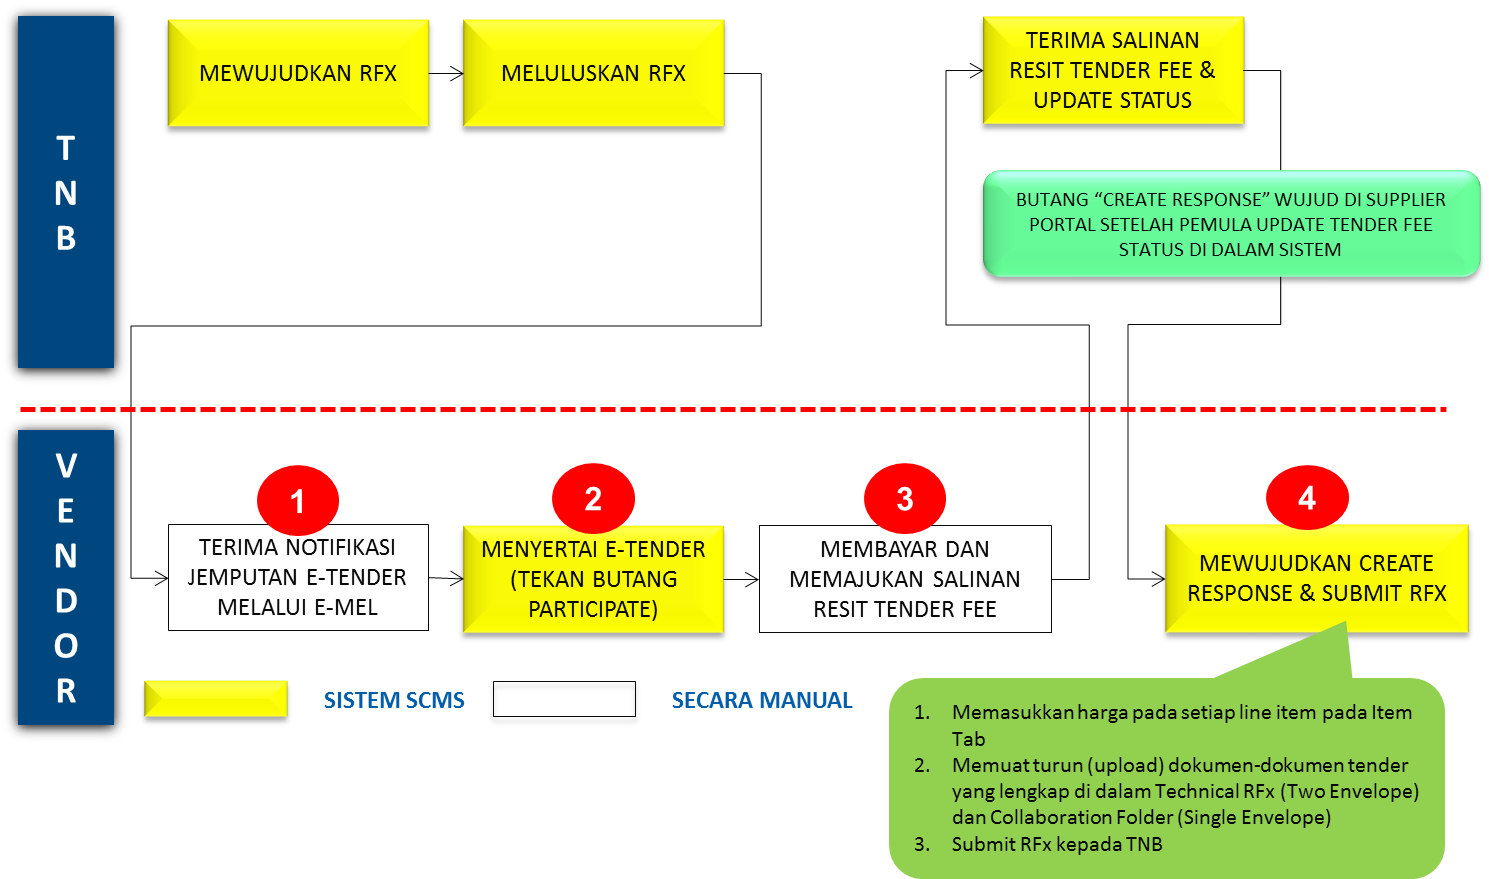 TNB
MEWUJUDKAN RFX
MELULUSKAN RFX
TERIMA SALINAN
RESIT TENDER FEE &
UPDATE STATUS
BUTANG “CREATE RESPONSE” WUJUD DI SUPPLIER
PORTAL SETELAH PEMULA UPDATE TENDER FEE
STATUS DI DALAM SISTEM
VENDOR
1
TERIMA NOTIFIKASI
JEMPUTAN E-TENDER
MELALUI E-MEL
2
MENYERTAI E-TENDER
(TEKAN BUTANG
PARTICIPATE)
3
MEMBAYAR DAN
MEMAJUKAN SALINAN
RESIT TENDER FEE
4
MEWUJUDKAN CREATE
RESPONSE & SUBMIT RFX
SISTEM SCMS
SECARA MANUAL
1. Memasukkan harga pada setiap line item pada Item
Tab
2. Memuat turun (upload) dokumen-dokumen tender
yang lengkap di dalam Technical RFx (Two Envelope)
dan Collaboration Folder (Single Envelope)
3. Submit RFx kepada TNB